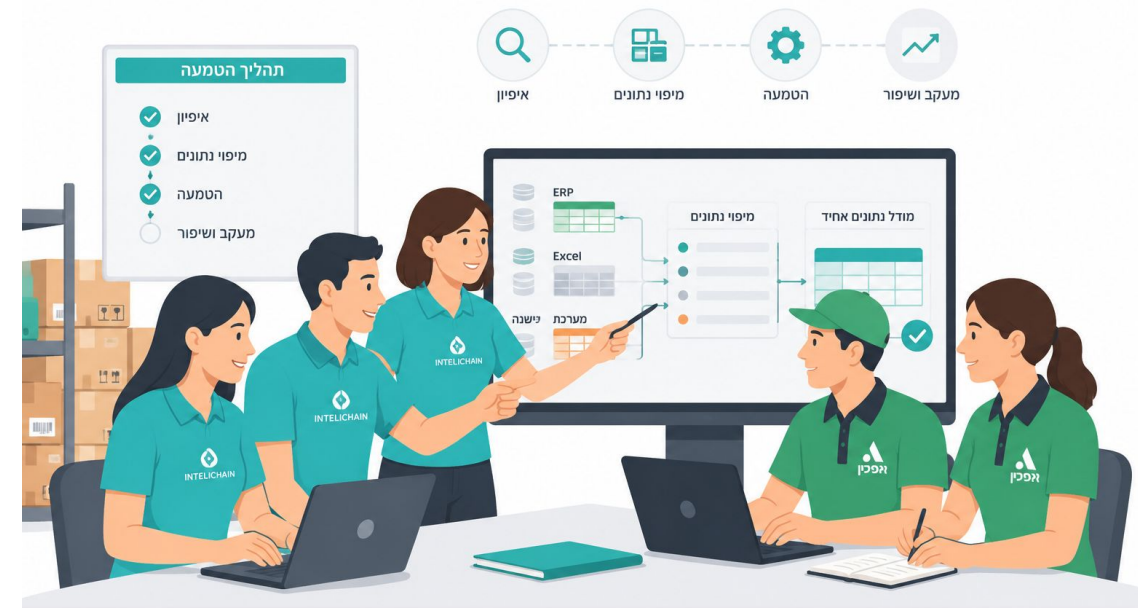 תהליך הטמעה
איפיון
מיפוי נתונים
הטמעה
מעקב ושיפור
איפיון
מיפוי נתונים
הטמעה
מעקב ושיפור
ERP
Excel
מערכת ישנה
מיפוי נתונים
מודל נתונים אחיד
INTELICHAIN
INTELICHAIN
INTELICHAIN
אפכין
אפכין